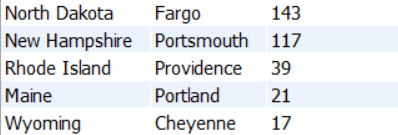 North Dakota Fargo 143
New Hampshire Portsmouth 117
Rhode Island Providence 39
Maine Portland 21
Wyoming Cheyenne 17